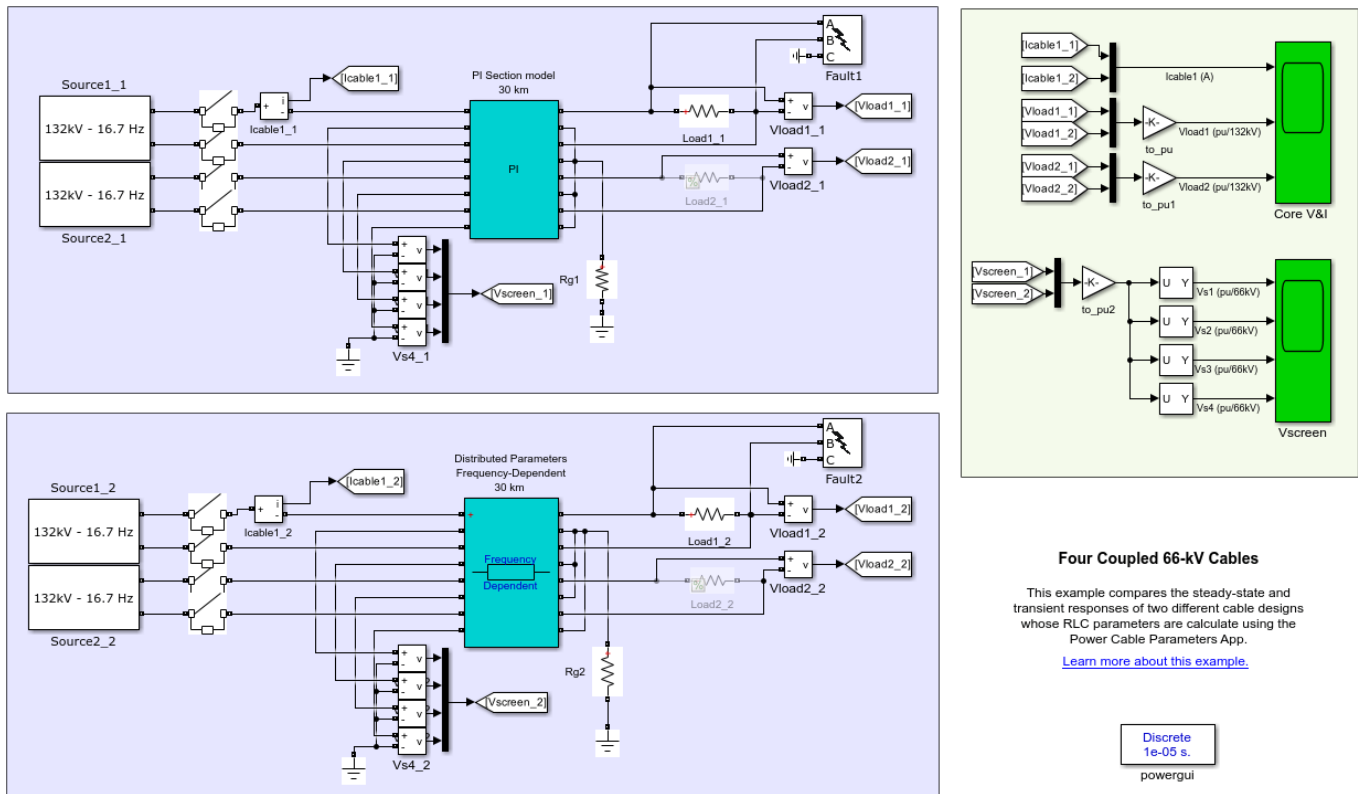 Source1_1
132kV - 16.7 Hz
132kV - 16.7 Hz
Source2_1
i
+
-
Icable1_1
[Icable1_1]
PI Section model
30 km
PI
A
B
C
Fault1
Load1_1
+
-
v
Vload1_1
[Vload1_1]
+
-
v
Vload2_1
[Vload2_1]
Load2_1
Rg1
+
-
v
+
-
v
+
-
v
+
-
v
Vs4_1
[Vscreen_1]
Source1_2
132kV - 16.7 Hz
132kV - 16.7 Hz
Source2_2
i
+
-
Icable1_2
[Icable1_2]
Distributed Parameters
Frequency-Dependent
30 km
+
Frequency
Dependent
A
B
C
Fault2
Load1_2
+
-
v
Vload1_2
[Vload1_2]
+
-
v
Vload2_2
[Vload2_2]
Load2_2
Rg2
+
-
v
+
-
v
+
-
v
+
-
v
Vs4_2
[Vscreen_2]
[Icable1_1]
[Icable1_2]
Icable1 (A)
[Vload1_1]
[Vload1_2]
-K-
to_pu
Vload1 (pu/132kV)
[Vload2_1]
[Vload2_2]
-K-
to_pu1
Vload2 (pu/132kV)
Core V&I
[Vscreen_1]
[Vscreen_2]
-K-
to_pu2
U Y
Vs1 (pu/66kV)
U Y
Vs2 (pu/66kV)
U Y
Vs3 (pu/66kV)
U Y
Vs4 (pu/66kV)
Vscreen
Four Coupled 66-kV Cables
This example compares the steady-state and
transient responses of two different cable designs
whose RLC parameters are calculate using the
Power Cable Parameters App.
Learn more about this example.
Discrete
1e-05 s.
powergui